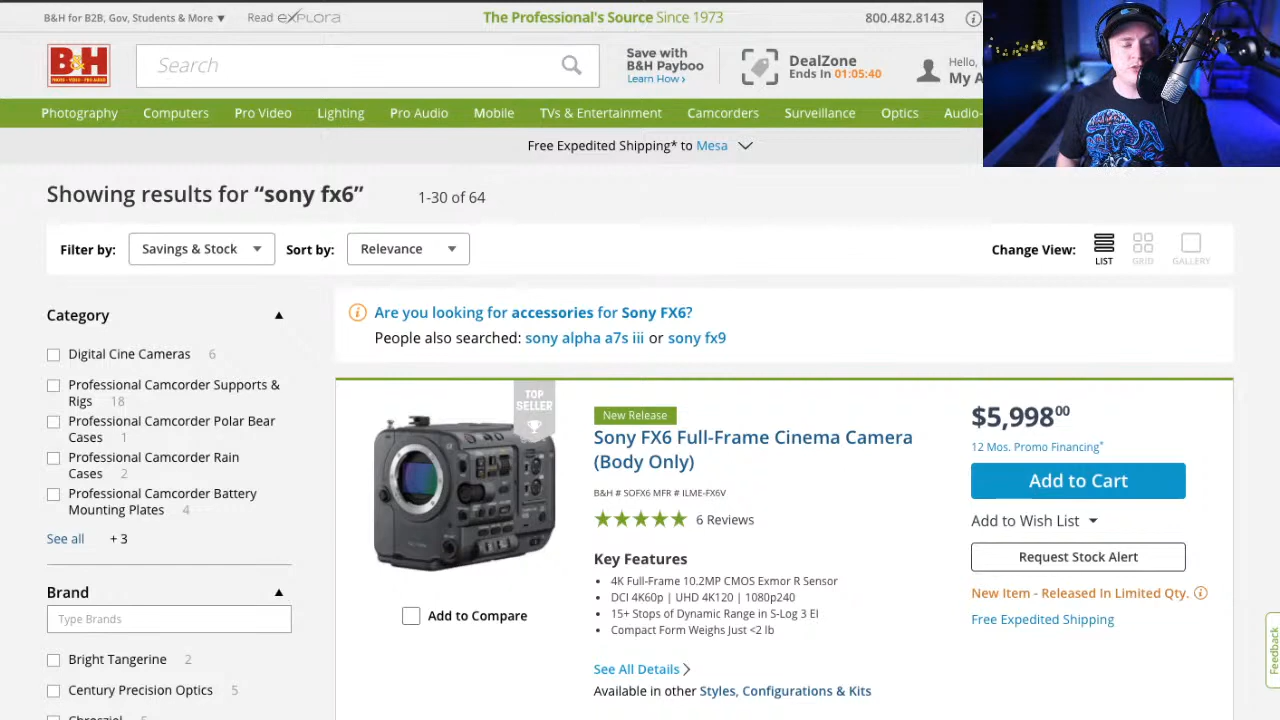 B&H for B2B, Gov, Students & More ▼ Read eXPLORA The Professional's Source Since 1973 800.482.8143
B&H
PHOTO · VIDEO · PRO AUDIO
Search
Save with
B&H Payboo
Learn How ›
DealZone
Ends In 01:05:40
Hello,
My A
Photography Computers Pro Video Lighting Pro Audio Mobile TVs & Entertainment Camcorders Surveillance Optics Audio-
Free Expedited Shipping* to Mesa
Showing results for “sony fx6” 1-30 of 64
Filter by: Savings & Stock Sort by: Relevance Change View: LIST GRID GALLERY
Category
Digital Cine Cameras 6
Professional Camcorder Supports &
Rigs 18
Professional Camcorder Polar Bear
Cases 1
Professional Camcorder Rain
Cases 2
Professional Camcorder Battery
Mounting Plates 4
See all + 3
Brand
Type Brands
Bright Tangerine 2
Century Precision Optics 5
Chrosziel 5
Are you looking for accessories for Sony FX6?
People also searched: sony alpha a7s iii or sony fx9
TOP
SELLER
Add to Compare
New Release
Sony FX6 Full-Frame Cinema Camera
(Body Only)
B&H # SOFX6 MFR # ILME-FX6V
6 Reviews
Key Features
• 4K Full-Frame 10.2MP CMOS Exmor R Sensor
• DCI 4K60p | UHD 4K120 | 1080p240
• 15+ Stops of Dynamic Range in S-Log 3 EI
• Compact Form Weighs Just <2 lb
See All Details
Available in other Styles, Configurations & Kits
$5,998 00
12 Mos. Promo Financing*
Add to Cart
Add to Wish List
Request Stock Alert
New Item - Released In Limited Qty.
Free Expedited Shipping
Feedback